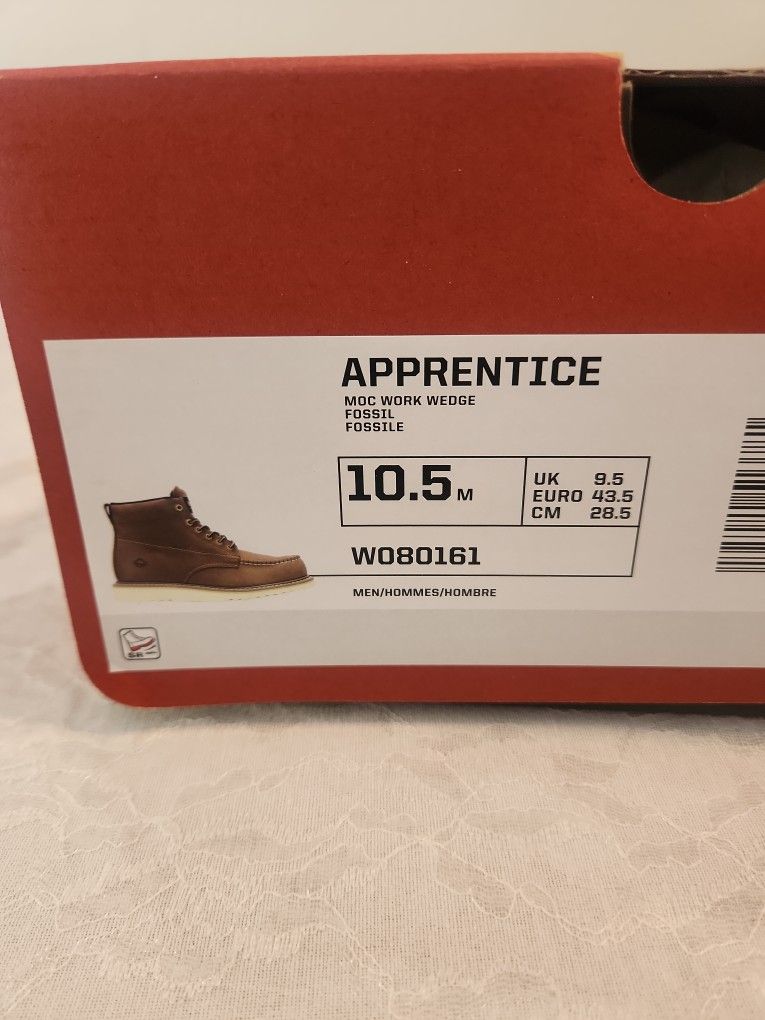 APPRENTICE
MOC WORK WEDGE
FOSSIL
FOSSILE
10.5 M
UK 9.5
EURO 43.5
CM 28.5
W080161
MEN/HOMMES/HOMBRE